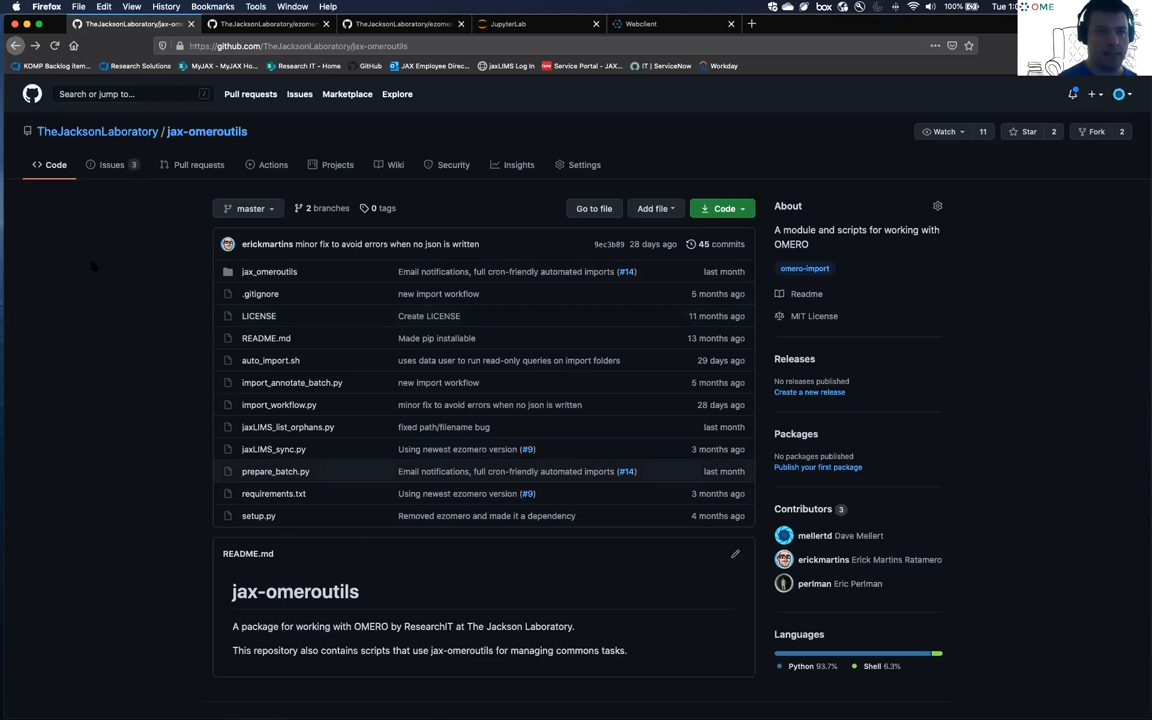 Firefox File Edit View History Bookmarks Tools Window Help
box 100% Tue 1:
TheJacksonLaboratory/jax-om
TheJacksonLaboratory/ezome
TheJacksonLaboratory/ezome
JupyterLab
Webclient
OME
https://github.com/TheJacksonLaboratory/jax-omeroutils
KOMP Backlog item... Research Solutions MyJAX - MyJAX Ho... Research IT - Home GitHub JAX Employee Direc... jaxLIMS Log In Service Portal - JAX... IT | ServiceNow Workday
Search or jump to... /
Pull requests Issues Marketplace Explore
TheJacksonLaboratory / jax-omeroutils
Watch 11 Star 2 Fork 2
Code Issues 3 Pull requests Actions Projects Wiki Security Insights Settings
master 2 branches 0 tags Go to file Add file Code
erickmartins minor fix to avoid errors when no json is written 9ec3b89 28 days ago 45 commits
jax_omeroutils Email notifications, full cron-friendly automated imports (#14) last month
.gitignore new import workflow 5 months ago
LICENSE Create LICENSE 11 months ago
README.md Made pip installable 13 months ago
auto_import.sh uses data user to run read-only queries on import folders 29 days ago
import_annotate_batch.py new import workflow 5 months ago
import_workflow.py minor fix to avoid errors when no json is written 28 days ago
jaxLIMS_list_orphans.py fixed path/filename bug last month
jaxLIMS_sync.py Using newest ezomero version (#9) 3 months ago
prepare_batch.py Email notifications, full cron-friendly automated imports (#14) last month
requirements.txt Using newest ezomero version (#9) 3 months ago
setup.py Removed ezomero and made it a dependency 4 months ago
README.md
jax-omeroutils
A package for working with OMERO by ResearchIT at The Jackson Laboratory.
This repository also contains scripts that use jax-omeroutils for managing commons tasks.
About
A module and scripts for working with
OMERO
omero-import
Readme
MIT License
Releases
No releases published
Create a new release
Packages
No packages published
Publish your first package
Contributors 3
mellertd Dave Mellert
erickmartins Erick Martins Ratamero
perlman Eric Perlman
Languages
Python 93.7% Shell 6.3%